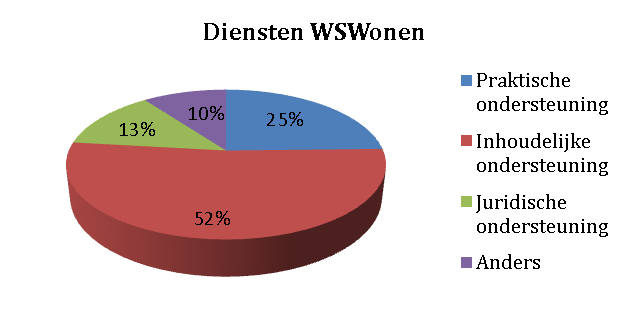 Diensten WSWonen
10%
25%
13%
52%
Praktische
ondersteuning
Inhoudelijke
ondersteuning
Juridische
ondersteuning
Anders